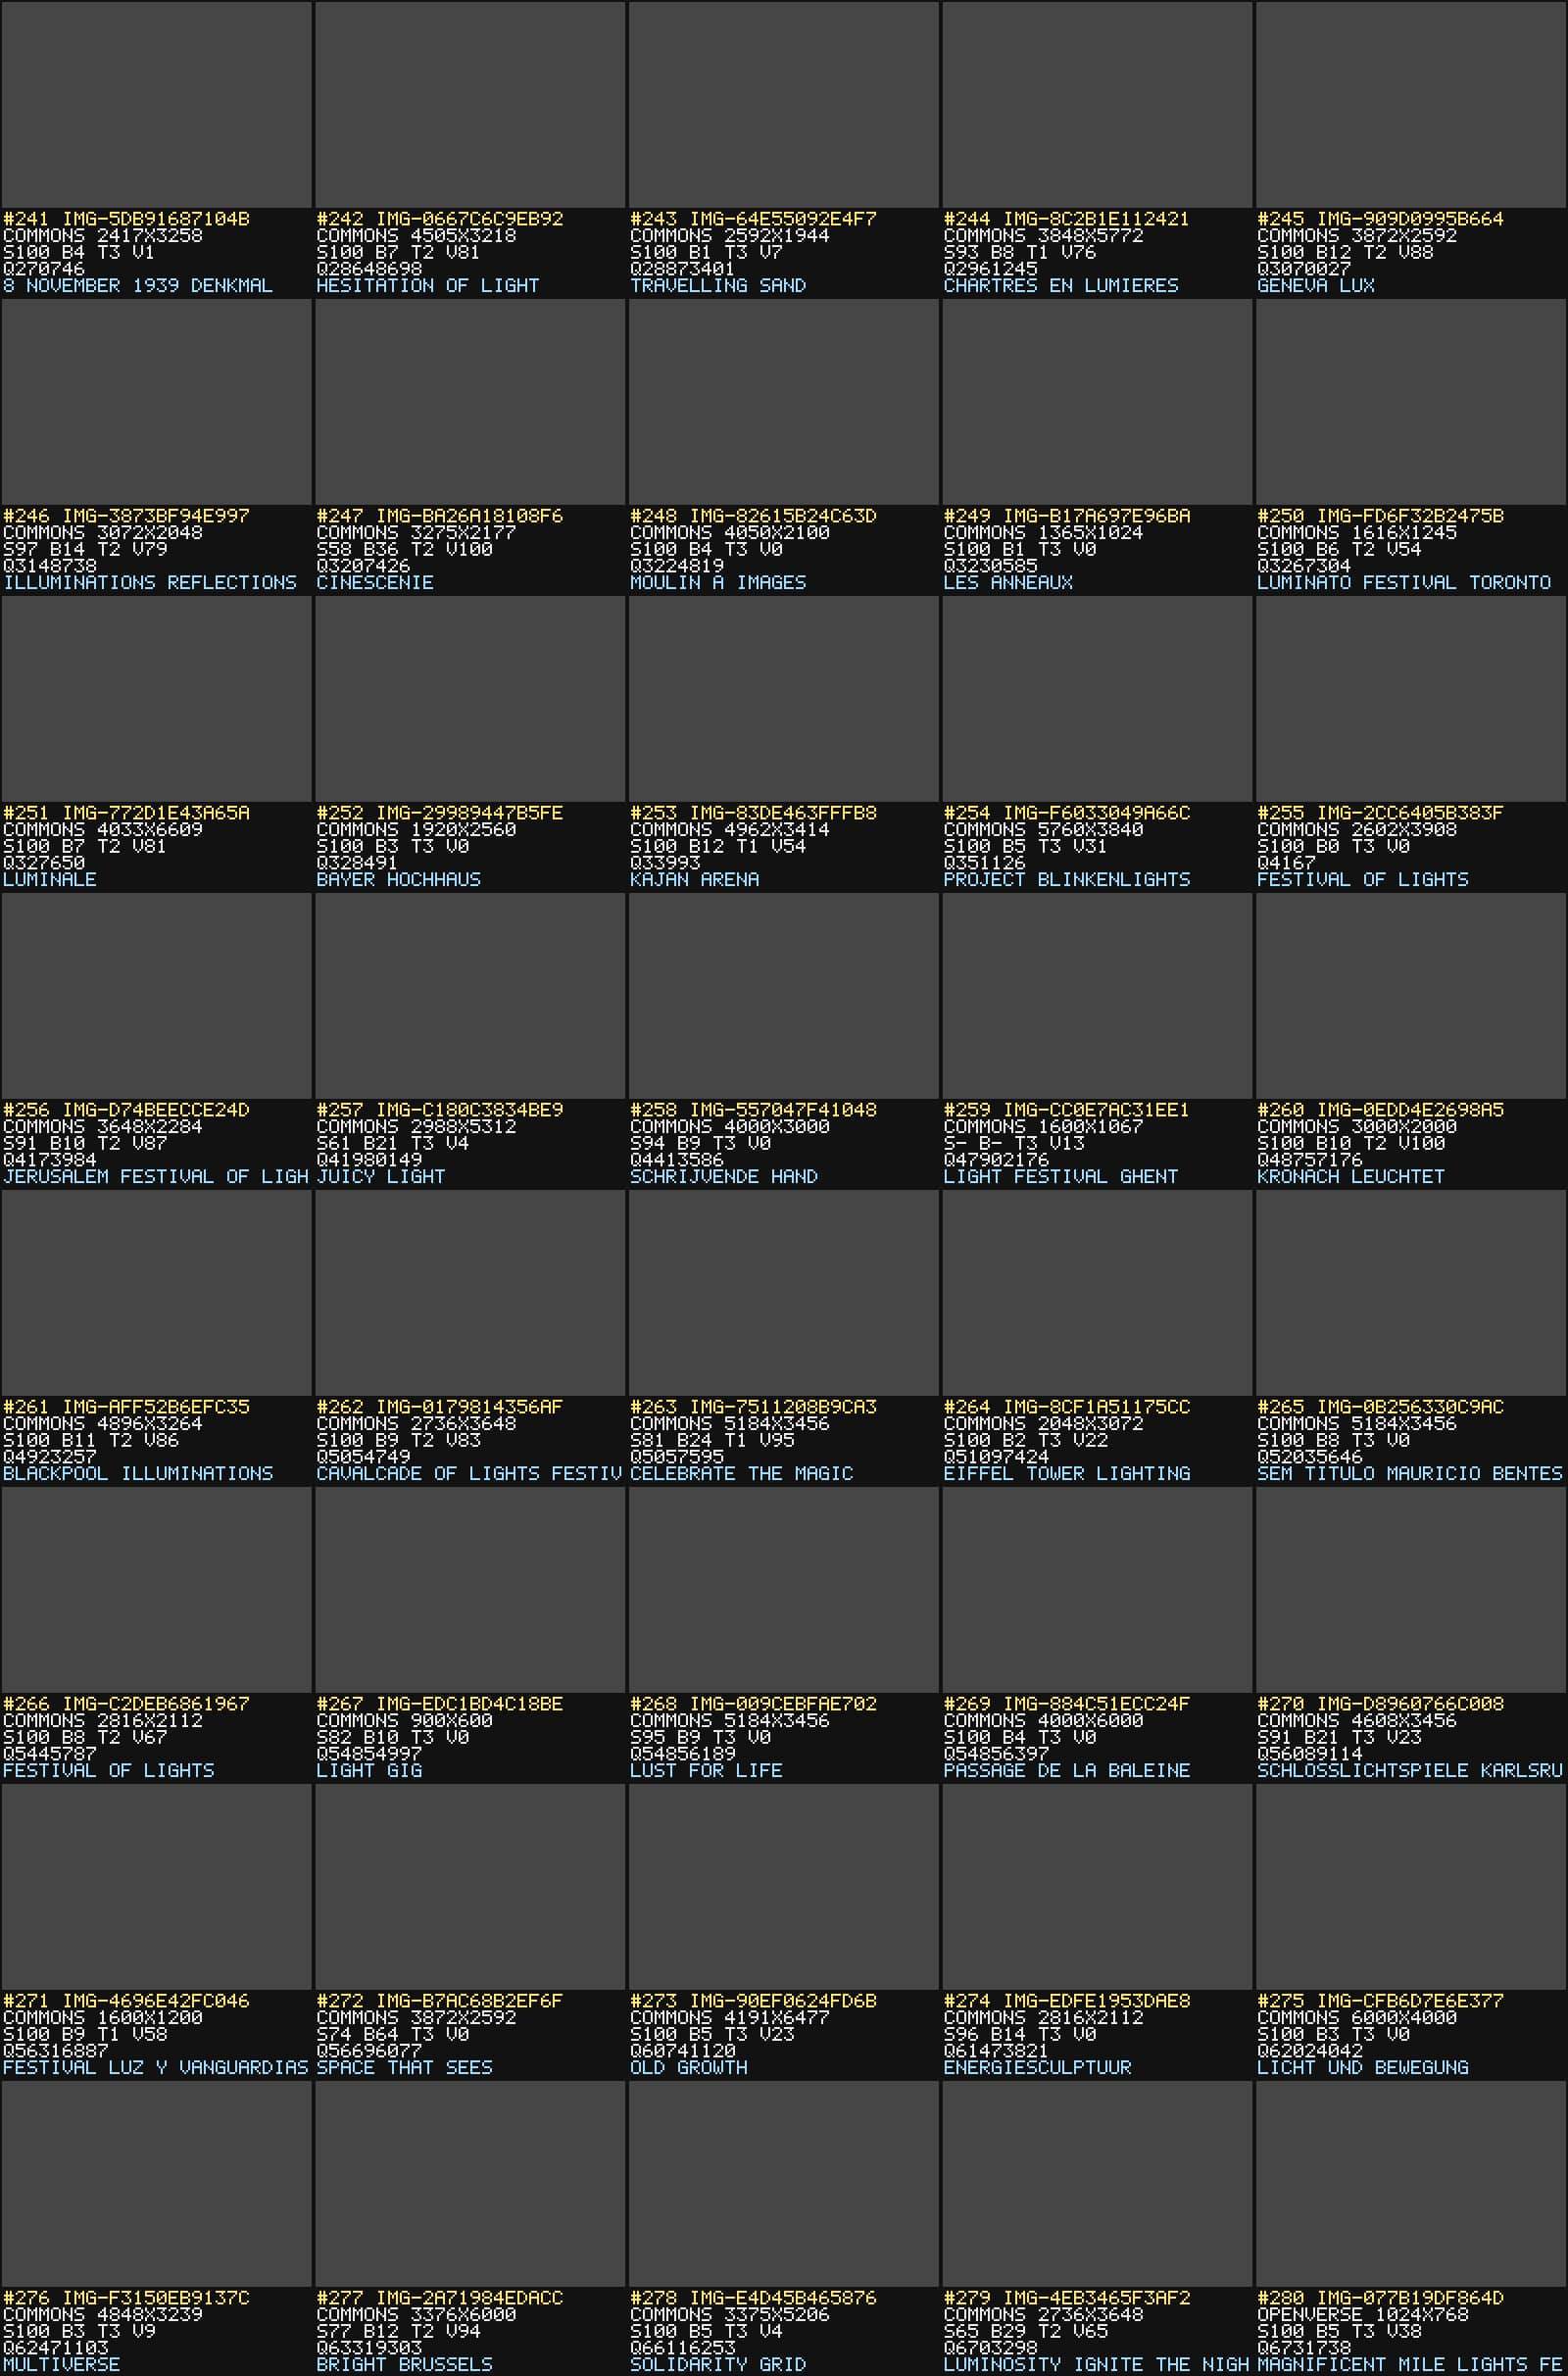 #241 IMG-5DB91687104B
COMMONS 2417X3258
S100 B4 T3 V1
Q270746
8 NOVEMBER 1939 DENKMAL
#242 IMG-0667C6C9EB92
COMMONS 4505X3218
S100 B7 T2 V81
Q28648698
HESITATION OF LIGHT
#243 IMG-64E55092E4F7
COMMONS 2592X1944
S100 B1 T3 V7
Q28873401
TRAVELLING SAND
#244 IMG-8C2B1E112421
COMMONS 3848X5772
S93 B8 T1 V76
Q2961245
CHARTRES EN LUMIERES
#245 IMG-909D0995B664
COMMONS 3872X2592
S100 B12 T2 V88
Q3070027
GENEVA LUX
#246 IMG-3873BF94E997
COMMONS 3072X2048
S97 B14 T2 V79
Q3148738
ILLUMINATIONS REFLECTIONS
#247 IMG-BA26A18108F6
COMMONS 3275X2177
S58 B36 T2 V100
Q3207426
CINESCENIE
#248 IMG-82615B24C63D
COMMONS 4050X2100
S100 B4 T3 V0
Q3224819
MOULIN A IMAGES
#249 IMG-B17A697E96BA
COMMONS 1365X1024
S100 B1 T3 V0
Q3230585
LES ANNEAUX
#250 IMG-FD6F32B2475B
COMMONS 1616X1245
S100 B6 T2 V54
Q3267304
LUMINATO FESTIVAL TORONTO
#251 IMG-772D1E43A65A
COMMONS 4033X6609
S100 B7 T2 V81
Q327650
LUMINALE
#252 IMG-29989447B5FE
COMMONS 1920X2560
S100 B3 T3 V0
Q328491
BAYER HOCHHAUS
#253 IMG-83DE463FFFB8
COMMONS 4962X3414
S100 B12 T1 V54
Q33993
KAJAN ARENA
#254 IMG-F6033049A66C
COMMONS 5760X3840
S100 B5 T3 V31
Q351126
PROJECT BLINKENLIGHTS
#255 IMG-2CC6405B383F
COMMONS 2602X3908
S100 B0 T3 V0
Q4167
FESTIVAL OF LIGHTS
#256 IMG-D74BEECCE24D
COMMONS 3648X2284
S91 B10 T2 V87
Q4173984
JERUSALEM FESTIVAL OF LIGH
#257 IMG-C180C3834BE9
COMMONS 2988X5312
S61 B21 T3 V4
Q41980149
JUICY LIGHT
#258 IMG-557047F41048
COMMONS 4000X3000
S94 B9 T3 V0
Q4413586
SCHRIJVENDE HAND
#259 IMG-CC0E7AC31EE1
COMMONS 1600X1067
S- B- T3 V13
Q47902176
LIGHT FESTIVAL GHENT
#260 IMG-0EDD4E2698A5
COMMONS 3000X2000
S100 B10 T2 V100
Q48757176
KRONACH LEUCHTET
#261 IMG-AFF52B6EFC35
COMMONS 4896X3264
S100 B11 T2 V86
Q4923257
BLACKPOOL ILLUMINATIONS
#262 IMG-0179814356AF
COMMONS 2736X3648
S100 B9 T2 V83
Q5054749
CAVALCADE OF LIGHTS FESTIV
#263 IMG-7511208B9CA3
COMMONS 5184X3456
S81 B24 T1 V95
Q5057595
CELEBRATE THE MAGIC
#264 IMG-8CF1A51175CC
COMMONS 2048X3072
S100 B2 T3 V22
Q51097424
EIFFEL TOWER LIGHTING
#265 IMG-0B256330C9AC
COMMONS 5184X3456
S100 B8 T3 V0
Q52035646
SEM TITULO MAURICIO BENTES
#266 IMG-C2DEB6861967
COMMONS 2816X2112
S100 B8 T2 V67
Q5445787
FESTIVAL OF LIGHTS
#267 IMG-EDC1BD4C18BE
COMMONS 900X600
S82 B10 T3 V0
Q54854997
LIGHT GIG
#268 IMG-009CEBFAE702
COMMONS 5184X3456
S95 B9 T3 V0
Q54856189
LUST FOR LIFE
#269 IMG-884C51ECC24F
COMMONS 4000X6000
S100 B4 T3 V0
Q54856397
PASSAGE DE LA BALEINE
#270 IMG-D8960766C008
COMMONS 4608X3456
S91 B21 T3 V23
Q56089114
SCHLOSSLICHTSPIELE KARLSRU
#271 IMG-4696E42FC046
COMMONS 1600X1200
S100 B9 T1 V58
Q56316887
FESTIVAL LUZ Y VANGUARDIAS
#272 IMG-B7AC68B2EF6F
COMMONS 3872X2592
S74 B64 T3 V0
Q56696077
SPACE THAT SEES
#273 IMG-90EF0624FD6B
COMMONS 4191X6477
S100 B5 T3 V23
Q60741120
OLD GROWTH
#274 IMG-EDFE1953DAE8
COMMONS 2816X2112
S96 B14 T3 V0
Q61473821
ENERGIESCULPTUUR
#275 IMG-CFB6D7E6E377
COMMONS 6000X4000
S100 B3 T3 V0
Q62024042
LICHT UND BEWEGUNG
#276 IMG-F3150EB9137C
COMMONS 4848X3239
S100 B3 T3 V9
Q62471103
MULTIVERSE
#277 IMG-2A71984EDACC
COMMONS 3376X6000
S77 B12 T2 V94
Q63319303
BRIGHT BRUSSELS
#278 IMG-E4D45B465876
COMMONS 3375X5206
S100 B5 T3 V4
Q66116253
SOLIDARITY GRID
#279 IMG-4EB3465F3AF2
COMMONS 2736X3648
S65 B29 T2 V65
Q6703298
LUMINOSITY IGNITE THE NIGH
#280 IMG-077B19DF864D
OPENVERSE 1024X768
S100 B5 T3 V38
Q6731738
MAGNIFICENT MILE LIGHTS FE